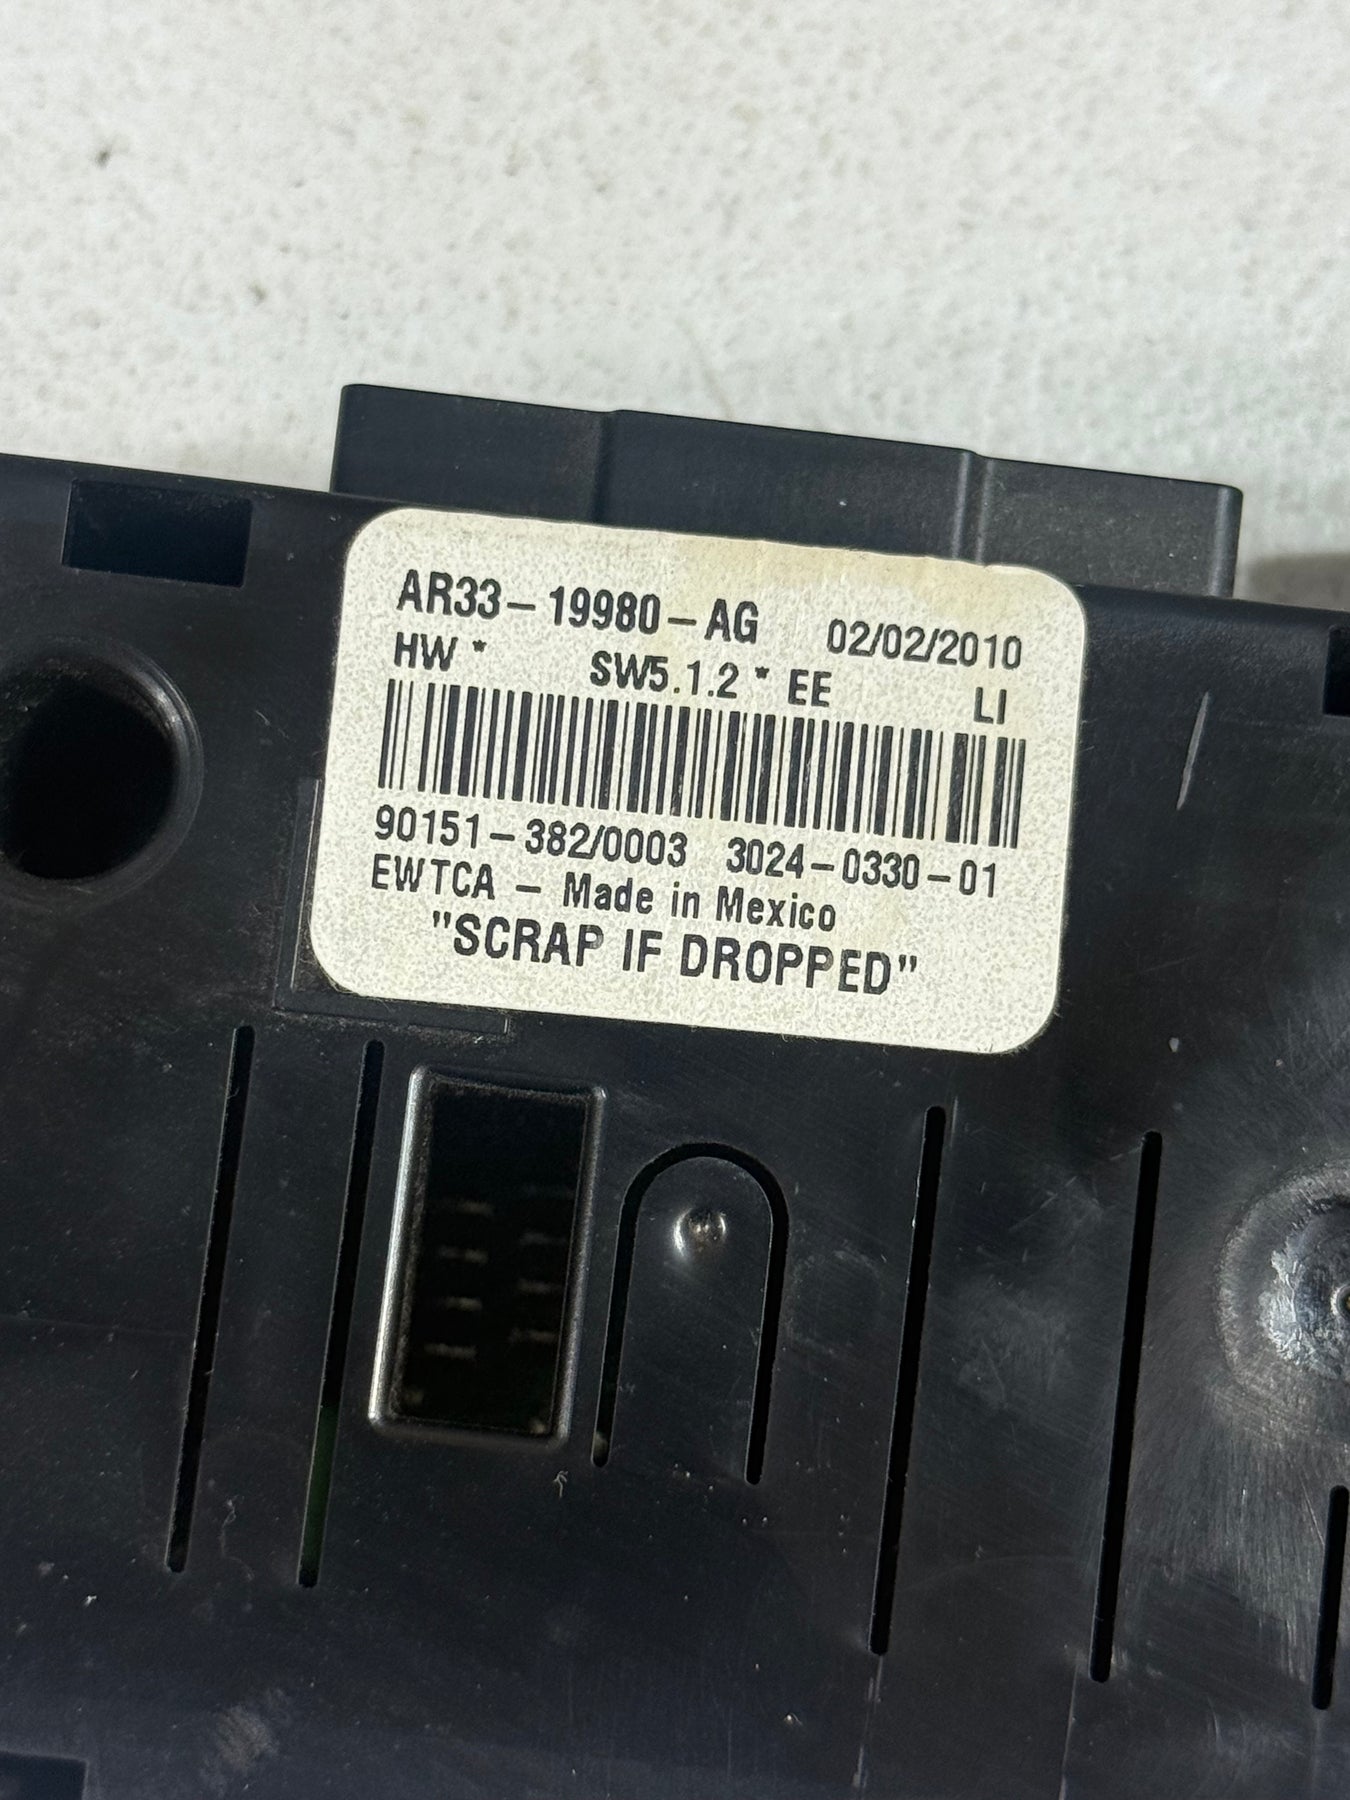 AR33-19980-AG 02/02/2010
HW * SW5.1.2 * EE LI
90151-382/0003 3024-0330-01
EWTCA - Made in Mexico
"SCRAP IF DROPPED"